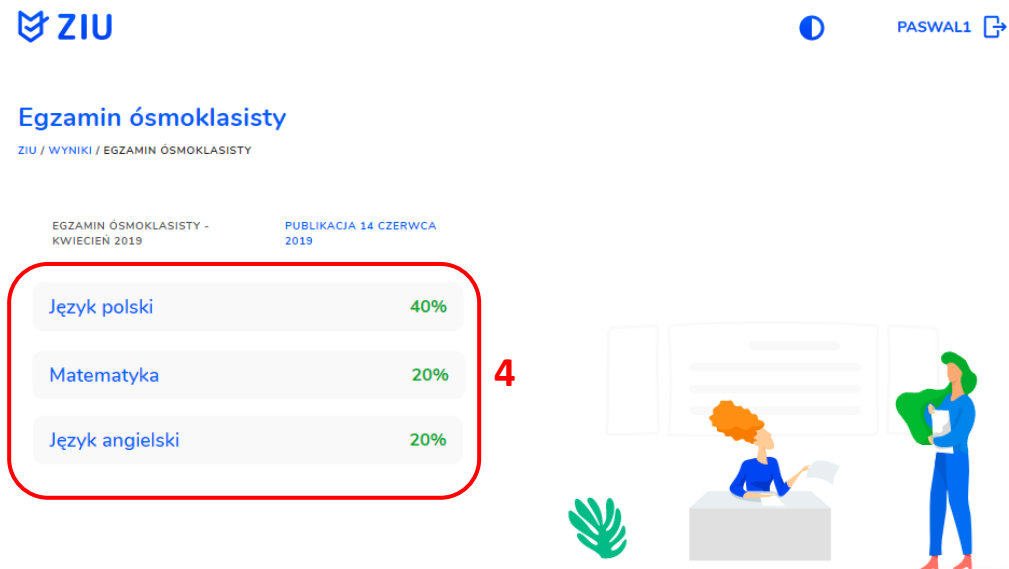 ZIU
PASWAL1
Egzamin ósmoklasisty
ZIU / WYNIKI / EGZAMIN ÓSMOKLASISTY
EGZAMIN ÓSMOKLASISTY -
KWIECIEŃ 2019
PUBLIKACJA 14 CZERWCA
2019
Język polski 40%
Matematyka 20%
4
Język angielski 20%